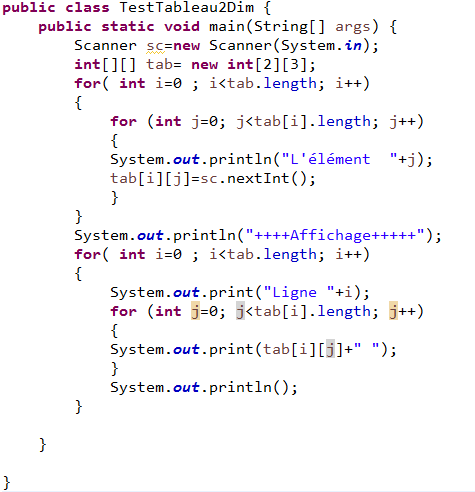 public class TestTableau2Dim {
    public static void main(String[] args) {
        Scanner sc=new Scanner(System.in);
        int[][] tab= new int[2][3];
        for( int i=0 ; i<tab.length; i++)
        {
            for (int j=0; j<tab[i].length; j++)
            {
            System.out.println("L'élément  "+j);
            tab[i][j]=sc.nextInt();
            }
        }
        System.out.println("++++Affichage+++++");
        for( int i=0 ; i<tab.length; i++)
        {
            System.out.print("Ligne "+i);
            for (int j=0; j<tab[i].length; j++)
            {
            System.out.print(tab[i][j]+" ");
            }
            System.out.println();
        }

    }

}